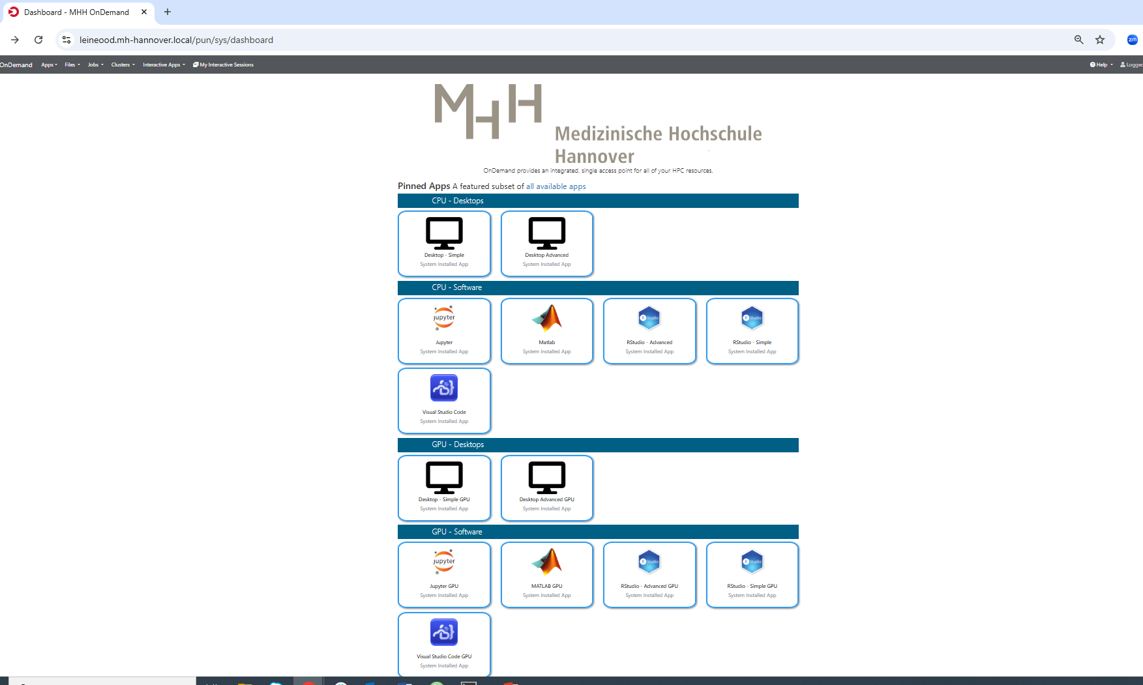 Dashboard - MHH OnDemand
leineood.mh-hannover.local/pun/sys/dashboard
zm
OnDemand Apps Files Jobs Clusters Interactive Apps My Interactive Sessions Help Logged
MHH
Medizinische Hochschule
Hannover
OnDemand provides an integrated, single access point for all of your HPC resources.
Pinned Apps A featured subset of all available apps
CPU - Desktops
Desktop - Simple Desktop Advanced
System Installed App System Installed App
CPU - Software
jupyter R Studio R Studio
Jupyter Matlab RStudio - Advanced RStudio - Simple
System Installed App System Installed App System Installed App System Installed App
Visual Studio Code
System Installed App
GPU - Desktops
Desktop - Simple GPU Desktop Advanced GPU
System Installed App System Installed App
GPU - Software
jupyter R Studio R Studio
Jupyter GPU MATLAB GPU RStudio - Advanced GPU RStudio - Simple GPU
System Installed App System Installed App System Installed App System Installed App
Visual Studio Code GPU
System Installed App